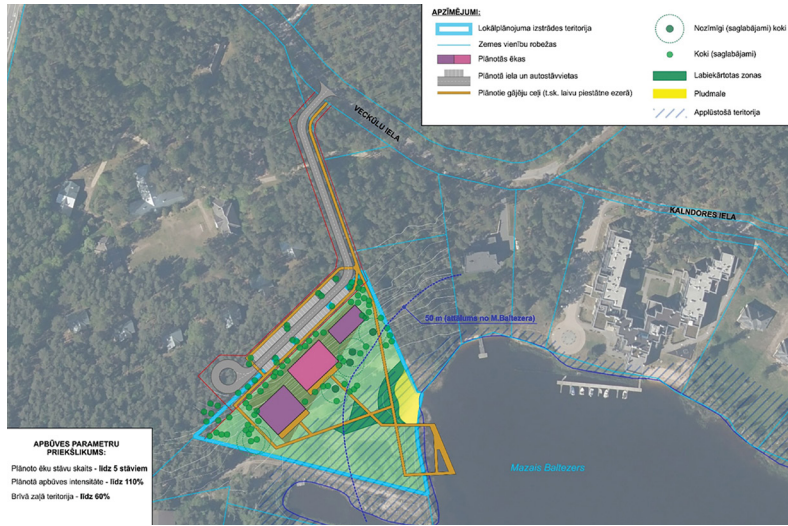 APZĪMĒJUMI:
Lokālplānojuma izstrādes teritorija
Zemes vienību robežas
Plānotās ēkas
Plānotā iela un autostāvvietas
Plānotie gājēju ceļi (t.sk. laivu piestātne ezerā)
Nozīmīgi (saglabājami) koki
Koki (saglabājami)
Labiekārtotas zonas
Pludmale
Applūstošā teritorija
VECKŪLU IELA
KALNDORES IELA
50 m (attālums no M.Baltezera)
Mazais Baltezers
APBŪVES PARAMETRU
PRIEKŠLIKUMS:
Plānoto ēku stāvu skaits - līdz 5 stāviem
Plānotā apbūves intensitāte - līdz 110%
Brīvā zaļā teritorija - līdz 60%